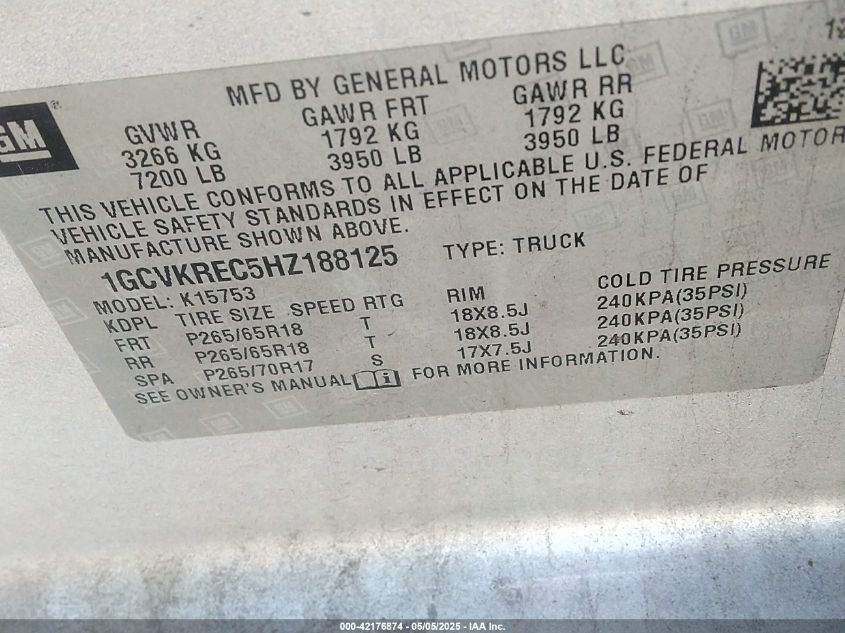 MFD BY GENERAL MOTORS LLC
GM®
GVWR GAWR FRT GAWR RR
3266 KG 1792 KG 1792 KG
7200 LB 3950 LB 3950 LB
THIS VEHICLE CONFORMS TO ALL APPLICABLE U.S. FEDERAL MOTOR
VEHICLE SAFETY STANDARDS IN EFFECT ON THE DATE OF
MANUFACTURE SHOWN ABOVE.
1GCVKREC5HZ188125 TYPE: TRUCK
MODEL: K15753
KDPL TIRE SIZE SPEED RTG RIM COLD TIRE PRESSURE
FRT P265/65R18 T 18X8.5J 240KPA(35PSI)
RR P265/65R18 T 18X8.5J 240KPA(35PSI)
SPA P265/70R17 S 17X7.5J 240KPA(35PSI)
SEE OWNER'S MANUAL FOR MORE INFORMATION.
000-42176874 - 05/05/2025 - IAA Inc.